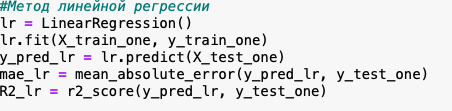 #Метод линейной регрессии
lr = LinearRegression()
lr.fit(X_train_one, y_train_one)
y_pred_lr = lr.predict(X_test_one)
mae_lr = mean_absolute_error(y_pred_lr, y_test_one)
R2_lr = r2_score(y_pred_lr, y_test_one)